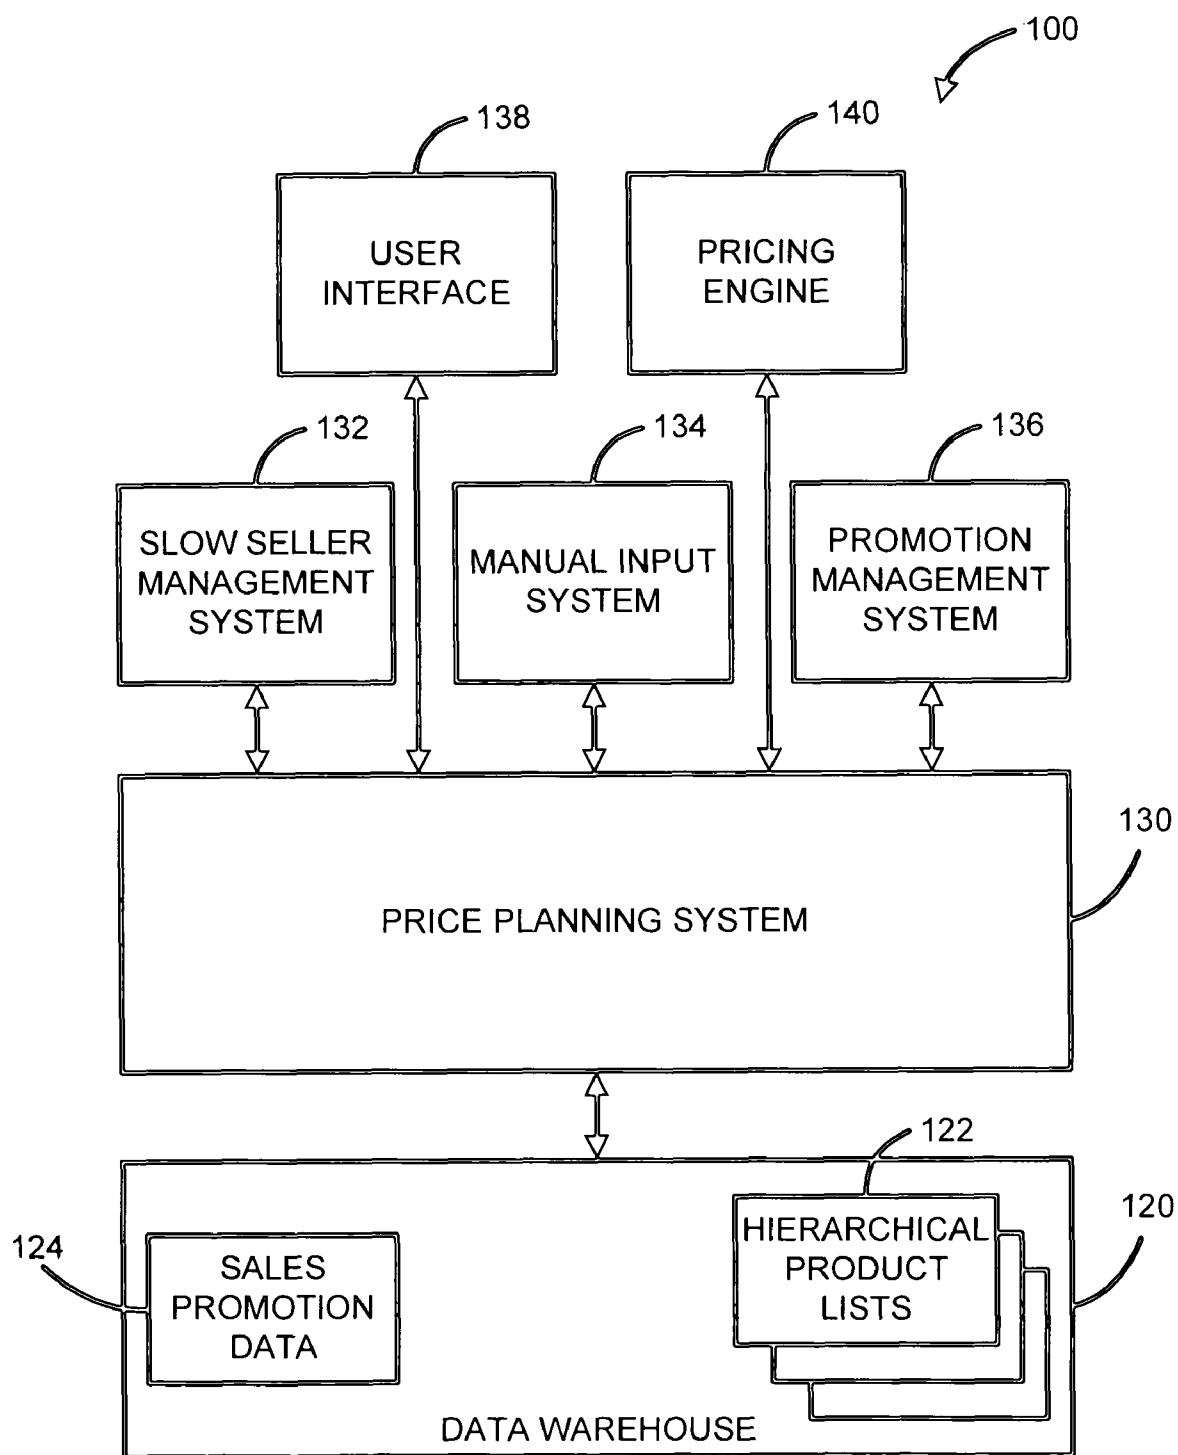 100
138
140
USER
INTERFACE
PRICING
ENGINE
132
134
136
SLOW SELLER
MANAGEMENT
SYSTEM
MANUAL INPUT
SYSTEM
PROMOTION
MANAGEMENT
SYSTEM
130
PRICE PLANNING SYSTEM
122
120
124
SALES
PROMOTION
DATA
HIERARCHICAL
PRODUCT
LISTS
DATA WAREHOUSE